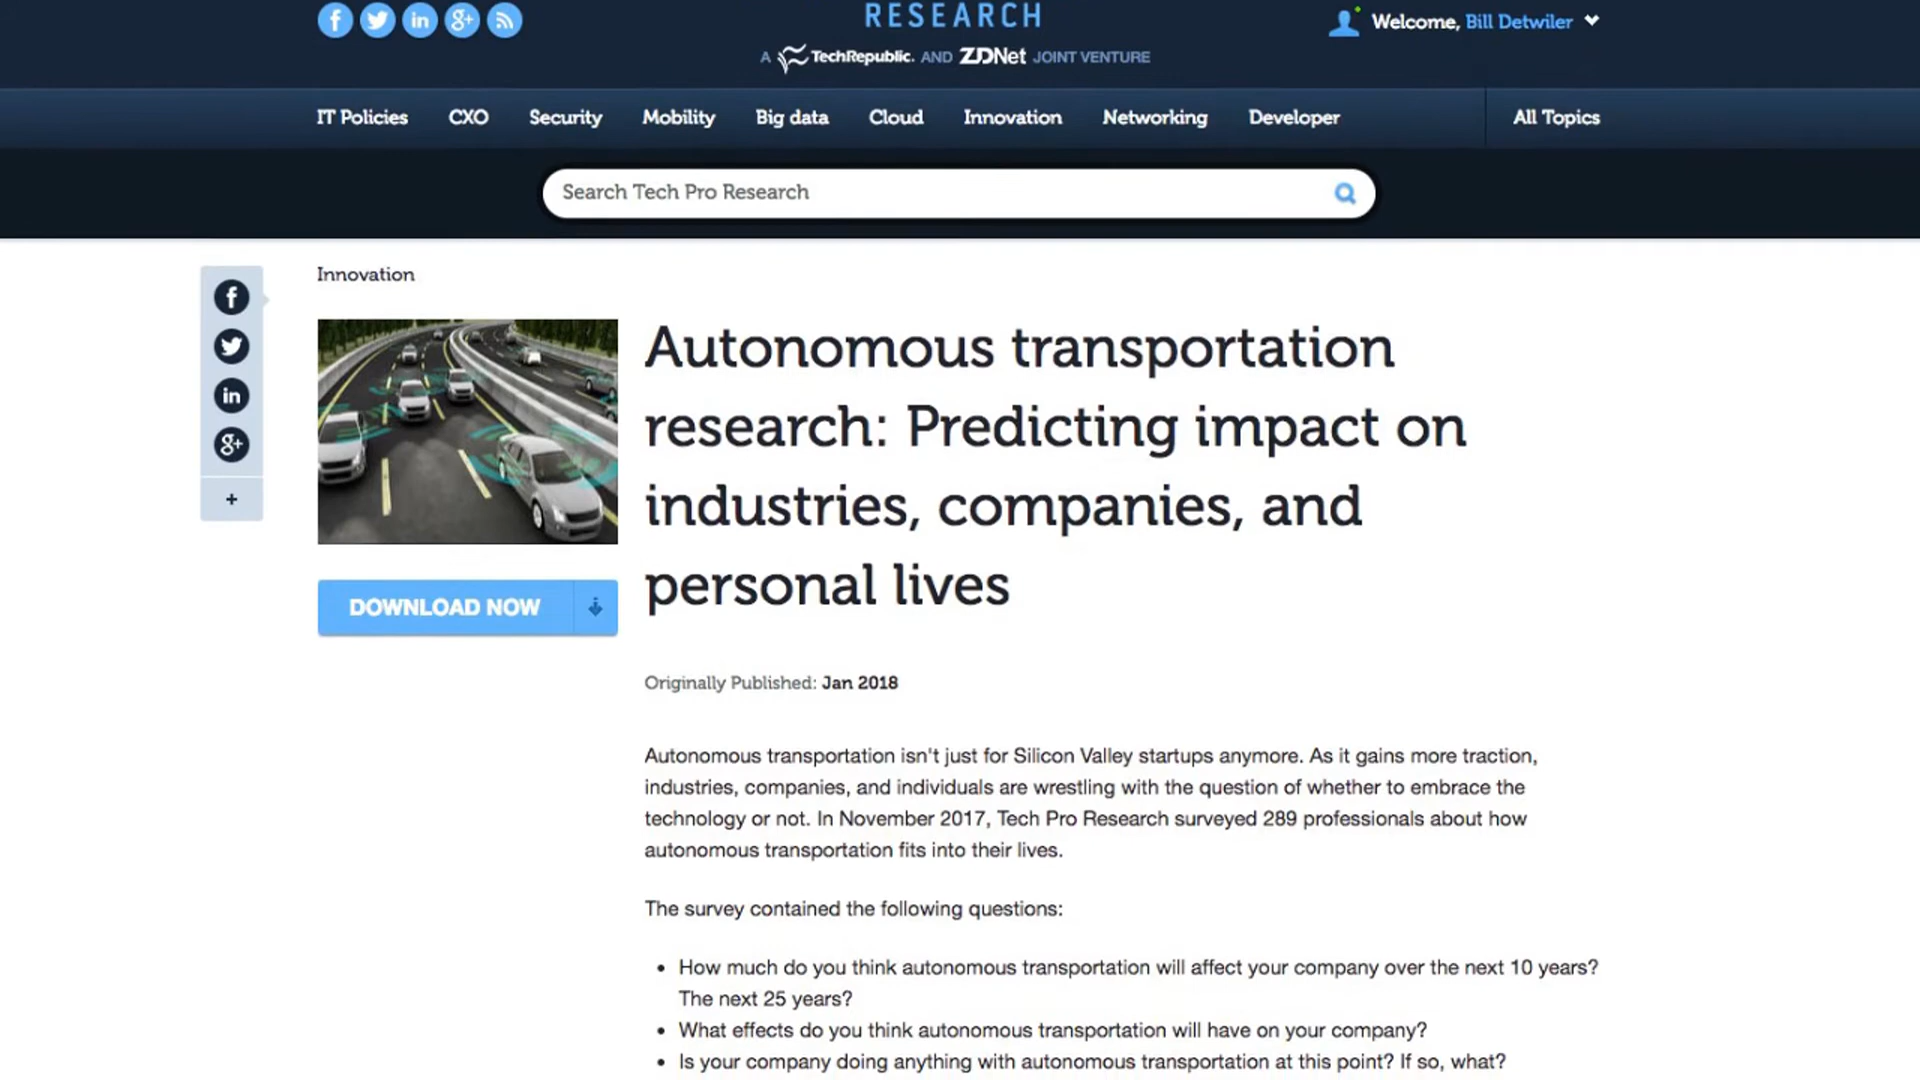 RESEARCH
Welcome, Bill Detwiler
A TechRepublic. AND ZDNet JOINT VENTURE
IT Policies CXO Security Mobility Big data Cloud Innovation Networking Developer All Topics
Search Tech Pro Research
Innovation
Autonomous transportation
research: Predicting impact on
industries, companies, and
personal lives
DOWNLOAD NOW
Originally Published: Jan 2018
Autonomous transportation isn't just for Silicon Valley startups anymore. As it gains more traction,
industries, companies, and individuals are wrestling with the question of whether to embrace the
technology or not. In November 2017, Tech Pro Research surveyed 289 professionals about how
autonomous transportation fits into their lives.
The survey contained the following questions:
• How much do you think autonomous transportation will affect your company over the next 10 years?
The next 25 years?
• What effects do you think autonomous transportation will have on your company?
• Is your company doing anything with autonomous transportation at this point? If so, what?